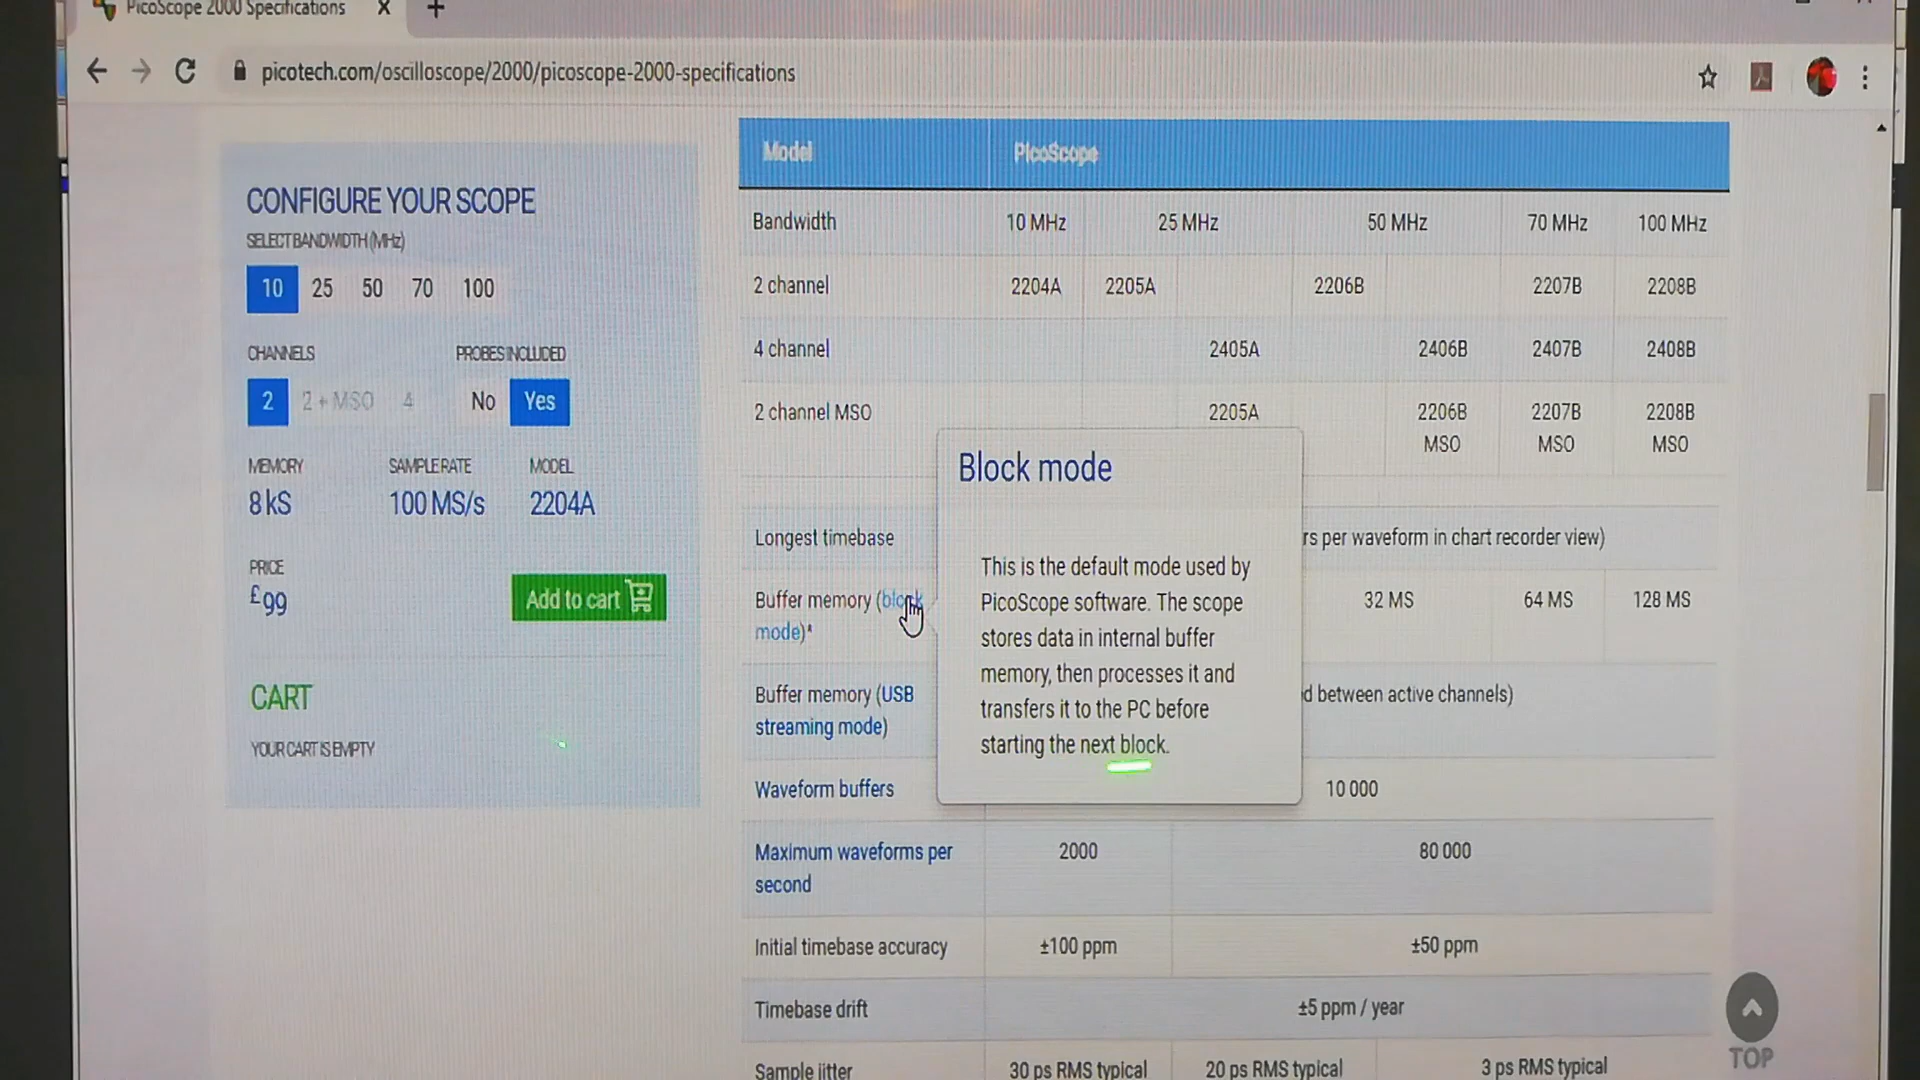 PicoScope 2000 Specifications
picotech.com/oscilloscope/2000/picoscope-2000-specifications
CONFIGURE YOUR SCOPE
SELECT BANDWIDTH (MHz)
10 25 50 70 100
CHANNELS PROBES INCLUDED
2 2 + MSO 4 No Yes
MEMORY SAMPLE RATE MODEL
8 kS 100 MS/s 2204A
PRICE
£99 Add to cart
CART
YOUR CART IS EMPTY
Model PicoScope
Bandwidth 10 MHz 25 MHz 50 MHz 70 MHz 100 MHz
2 channel 2204A 2205A 2206B 2207B 2208B
4 channel 2405A 2406B 2407B 2408B
2 channel MSO 2205A 2206B 2207B 2208B
MSO MSO MSO
Block mode
This is the default mode used by
PicoScope software. The scope
stores data in internal buffer
memory, then processes it and
transfers it to the PC before
starting the next block.
Longest timebase rs per waveform in chart recorder view)
Buffer memory (block 32 MS 64 MS 128 MS
mode)*
Buffer memory (USB d between active channels)
streaming mode)
Waveform buffers 10 000
Maximum waveforms per 2000 80 000
second
Initial timebase accuracy ±100 ppm ±50 ppm
Timebase drift ±5 ppm / year
Sample jitter 30 ps RMS typical 20 ps RMS typical 3 ps RMS typical
TOP